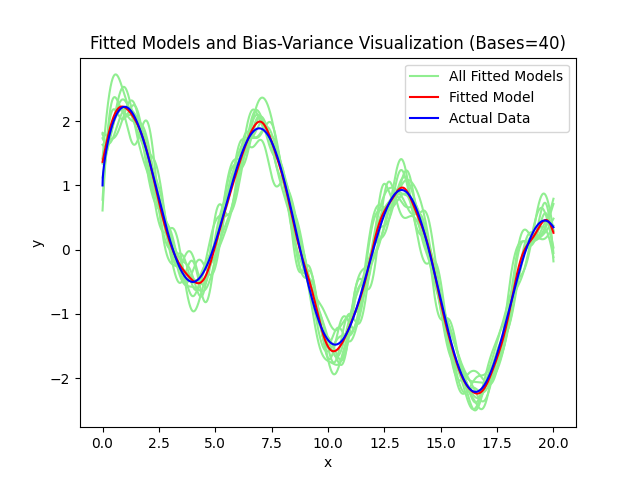 Fitted Models and Bias-Variance Visualization (Bases=40)
All Fitted Models
Fitted Model
Actual Data
y
2
1
0
−1
−2
0.0 2.5 5.0 7.5 10.0 12.5 15.0 17.5 20.0
x